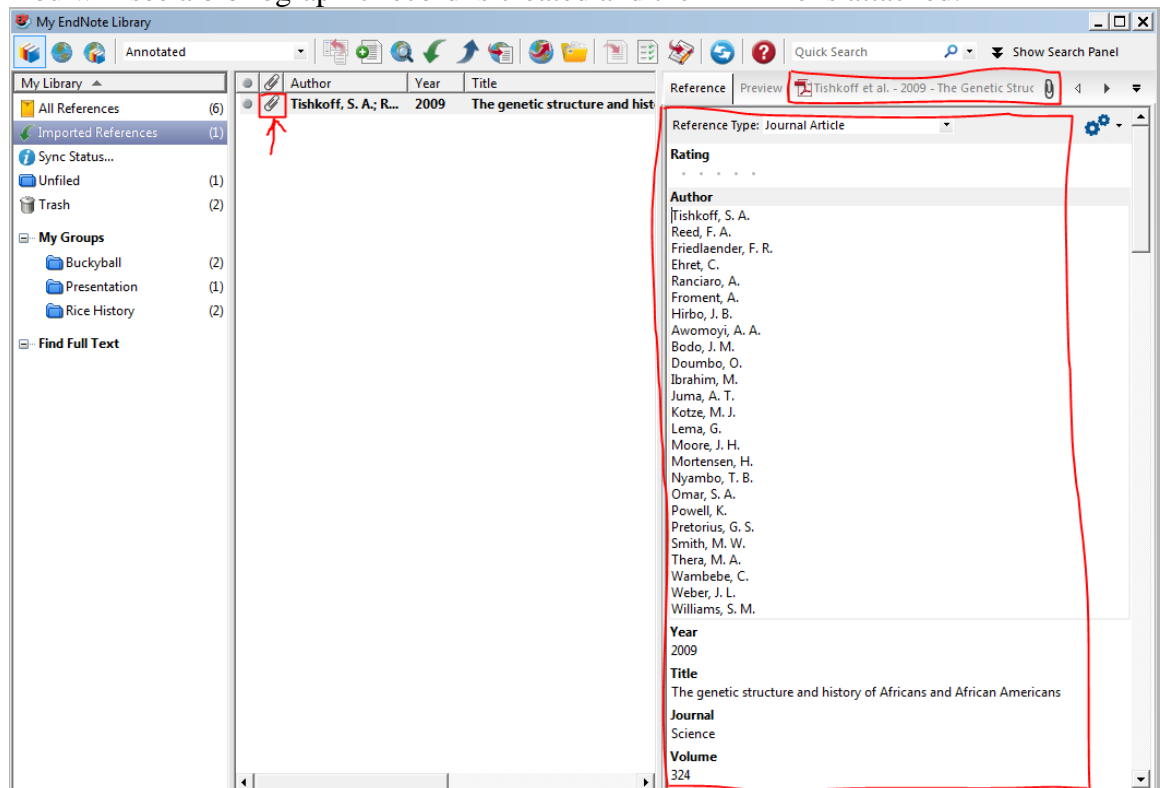 My EndNote Library
Annotated
Quick Search
Show Search Panel
My Library
All References (6)
Imported References (1)
Sync Status...
Unfiled (1)
Trash (2)
My Groups
Buckyball (2)
Presentation (1)
Rice History (2)
Find Full Text
Author Year Title
Tishkoff, S. A.; R... 2009 The genetic structure and hist
Reference Preview Tishkoff et al. - 2009 - The Genetic Struc
Reference Type: Journal Article
Rating
Author
Tishkoff, S. A.
Reed, F. A.
Friedlaender, F. R.
Ehret, C.
Ranciaro, A.
Froment, A.
Hirbo, J. B.
Awomoyi, A. A.
Bodo, J. M.
Doumbo, O.
Ibrahim, M.
Juma, A. T.
Kotze, M. J.
Lema, G.
Moore, J. H.
Mortensen, H.
Nyambo, T. B.
Omar, S. A.
Powell, K.
Pretorius, G. S.
Smith, M. W.
Thera, M. A.
Wambebe, C.
Weber, J. L.
Williams, S. M.
Year
2009
Title
The genetic structure and history of Africans and African Americans
Journal
Science
Volume
324